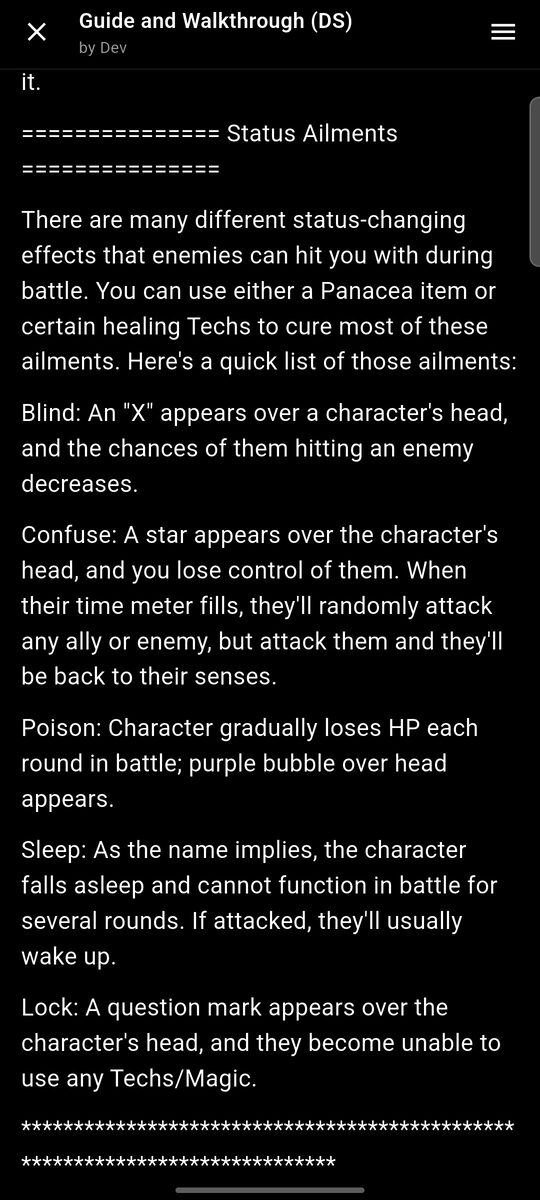 Guide and Walkthrough (DS)
by Dev
it.
=============== Status Ailments
===============
There are many different status-changing
effects that enemies can hit you with during
battle. You can use either a Panacea item or
certain healing Techs to cure most of these
ailments. Here's a quick list of those ailments:
Blind: An "X" appears over a character's head,
and the chances of them hitting an enemy
decreases.
Confuse: A star appears over the character's
head, and you lose control of them. When
their time meter fills, they'll randomly attack
any ally or enemy, but attack them and they'll
be back to their senses.
Poison: Character gradually loses HP each
round in battle; purple bubble over head
appears.
Sleep: As the name implies, the character
falls asleep and cannot function in battle for
several rounds. If attacked, they'll usually
wake up.
Lock: A question mark appears over the
character's head, and they become unable to
use any Techs/Magic.
***********************************************
******************************